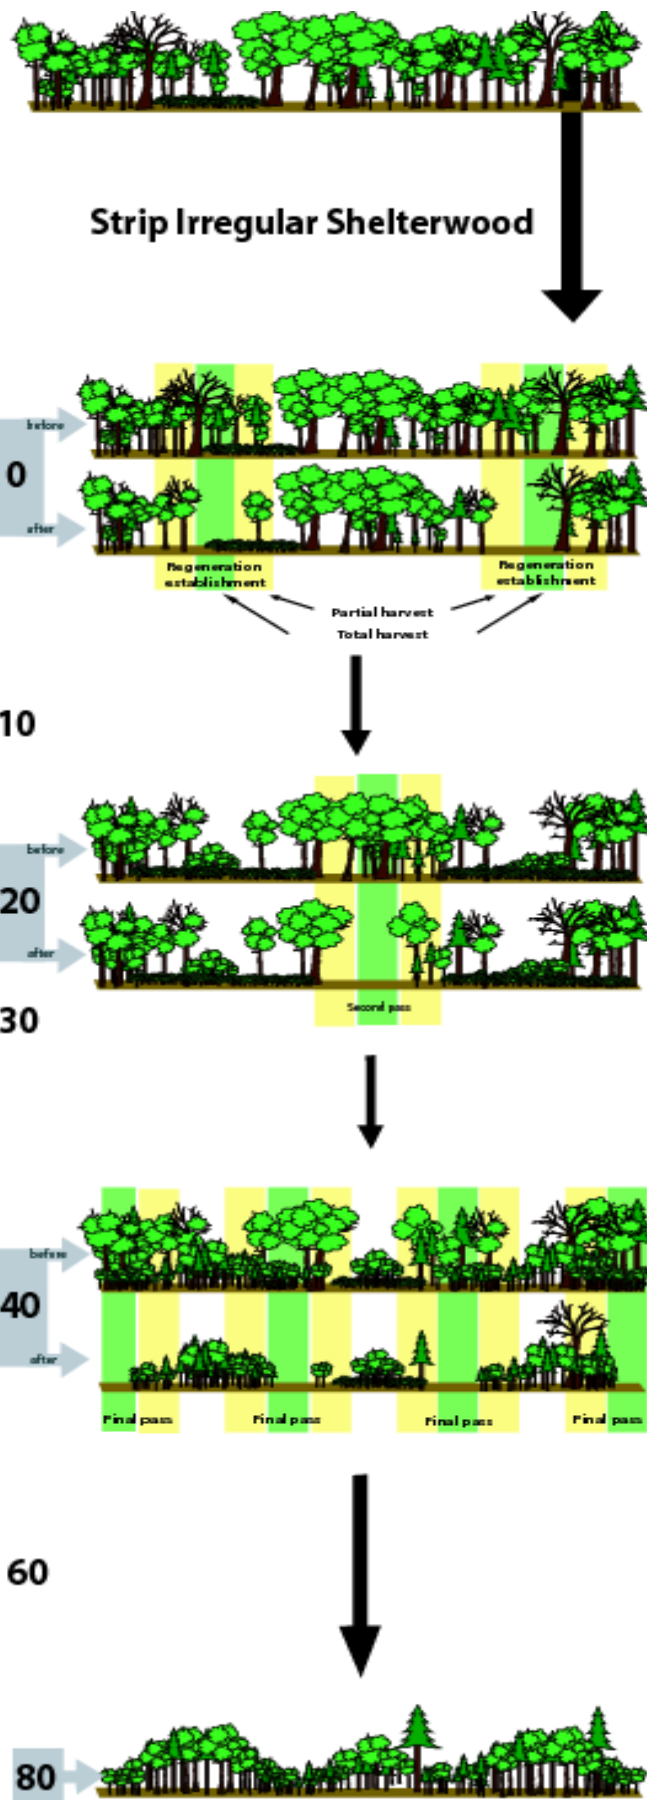 Strip Irregular Shelterwood
before
0
after
Regeneration establishment
Regeneration establishment
Partial harvest
Total harvest
10
before
20
after
30
Second pass
before
40
after
Final pass
Final pass
Final pass
Final pass
60
80